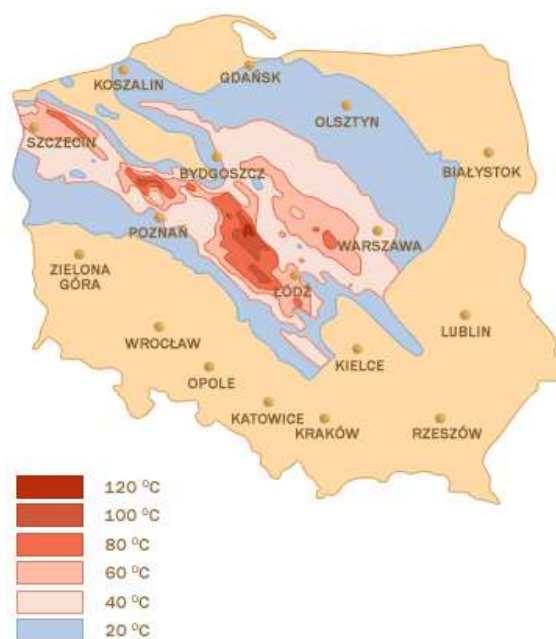 KOSZALIN
GDAŃSK
OLSZTYN
SZCZECIN
BYDGOSZCZ
BIAŁYSTOK
POZNAŃ
WARSZAWA
ZIELONA
GÓRA
ŁÓDŹ
LUBLIN
WROCŁAW
KIELCE
OPOLE
KATOWICE
KRAKÓW
RZESZÓW
120 °C
100 °C
80 °C
60 °C
40 °C
20 °C